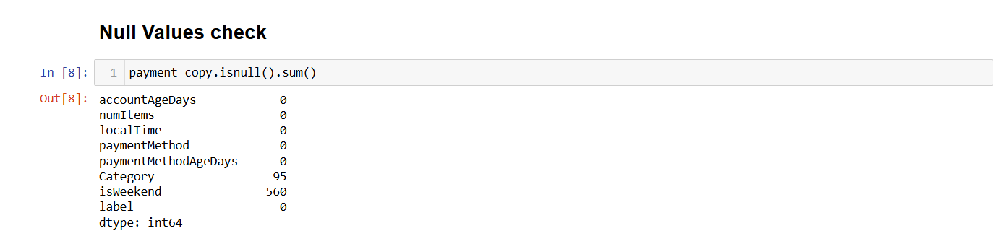 Null Values check
In [8]: 1 payment_copy.isnull().sum()
Out[8]: accountAgeDays 0
numItems 0
localTime 0
paymentMethod 0
paymentMethodAgeDays 0
Category 95
isWeekend 560
label 0
dtype: int64